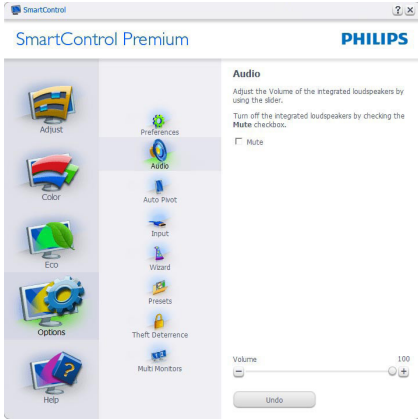 SmartControl
SmartControl Premium
PHILIPS
Adjust
Color
Eco
Options
Help
Preferences
Audio
Auto Pivot
Input
Wizard
Presets
Theft Deterrence
Multi Monitors
Audio
Adjust the Volume of the integrated loudspeakers by
using the slider.
Turn off the integrated loudspeakers by checking the
Mute checkbox.
Mute
Volume 100
Undo